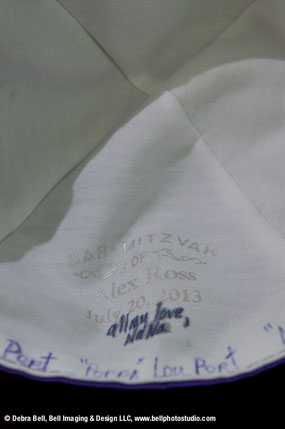 BAR MITZVAH
OF
Alex Ross
July 20, 2013
all my love,
NaNa
Port "Poppa" Lou Port "N
© Debra Bell, Bell Imaging & Design LLC, www.bellphotostudio.com